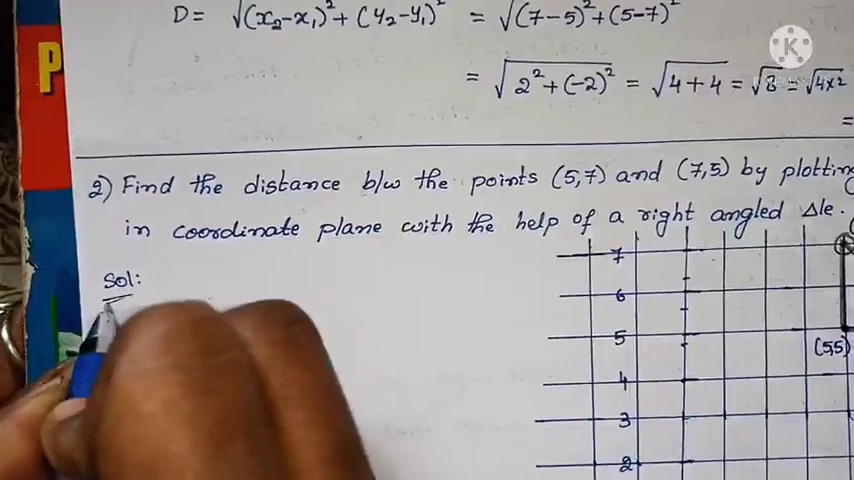 D = √(x₂-x₁)² + (y₂-y₁)² = √(7-5)²+(5-7)²
K
KINEMASTER
P
= √2²+(-2)² = √4+4 = √8 = √4x2
=
2) Find the distance b/w the points (5,7) and (7,5) by plotting
in coordinate plane with the help of a right angled Δle.
Sol:
7
6
5
(5,5)
4
3
2